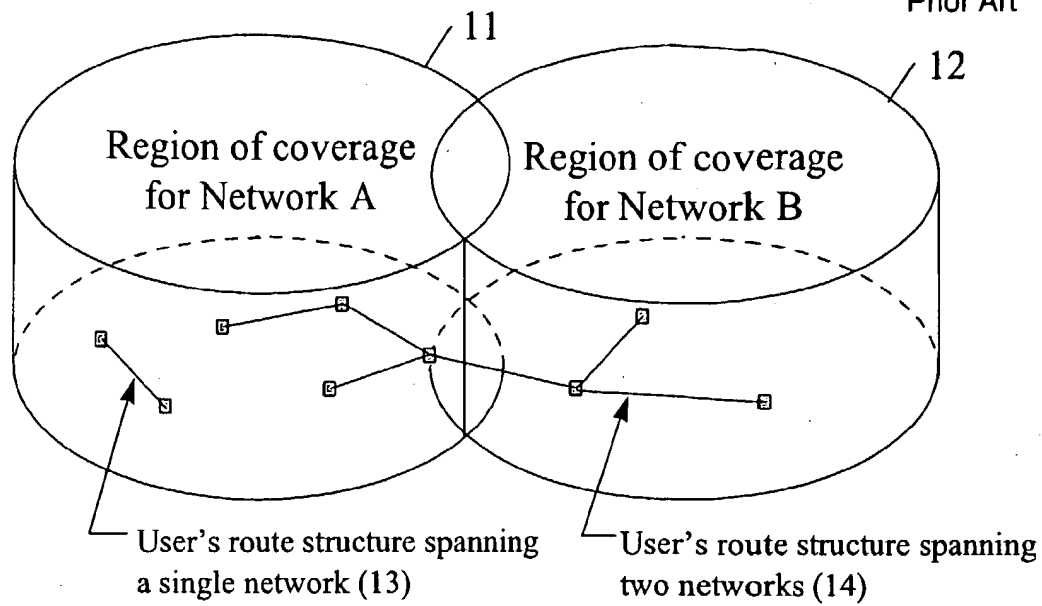 Prior Art
11
12
Region of coverage
for Network A
Region of coverage
for Network B
User's route structure spanning
a single network (13)
User's route structure spanning
two networks (14)